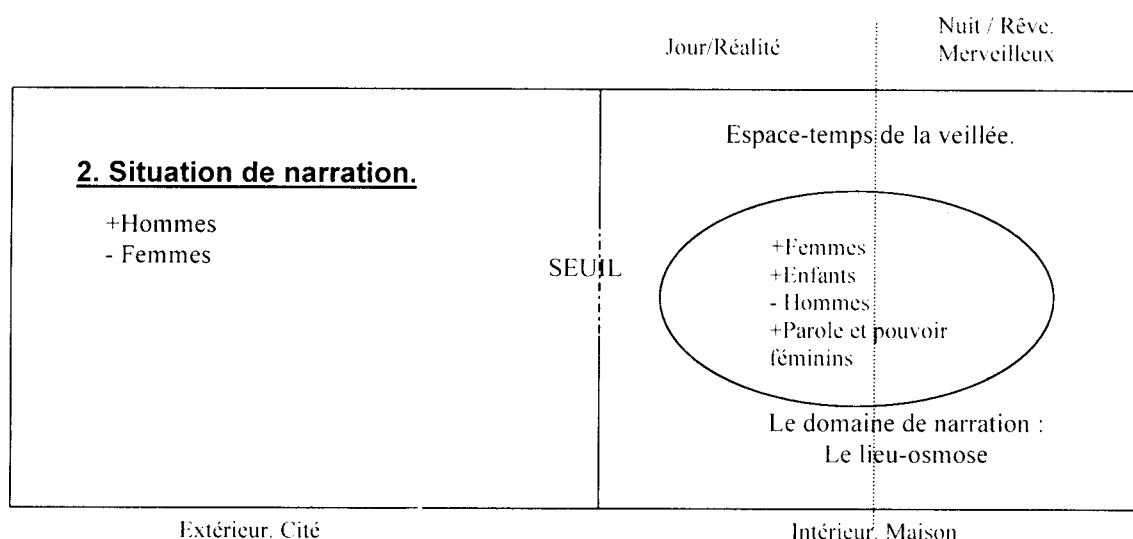 Nuit / Rêve.
Jour/Réalité
Merveilleux
Espace-temps de la veillée.
2. Situation de narration.
+Hommes
- Femmes
SEUIL
+Femmes
+Enfants
- Hommes
+Parole et pouvoir
féminins
Le domaine de narration :
Le lieu-osmose
Extérieur. Cité
Intérieur. Maison